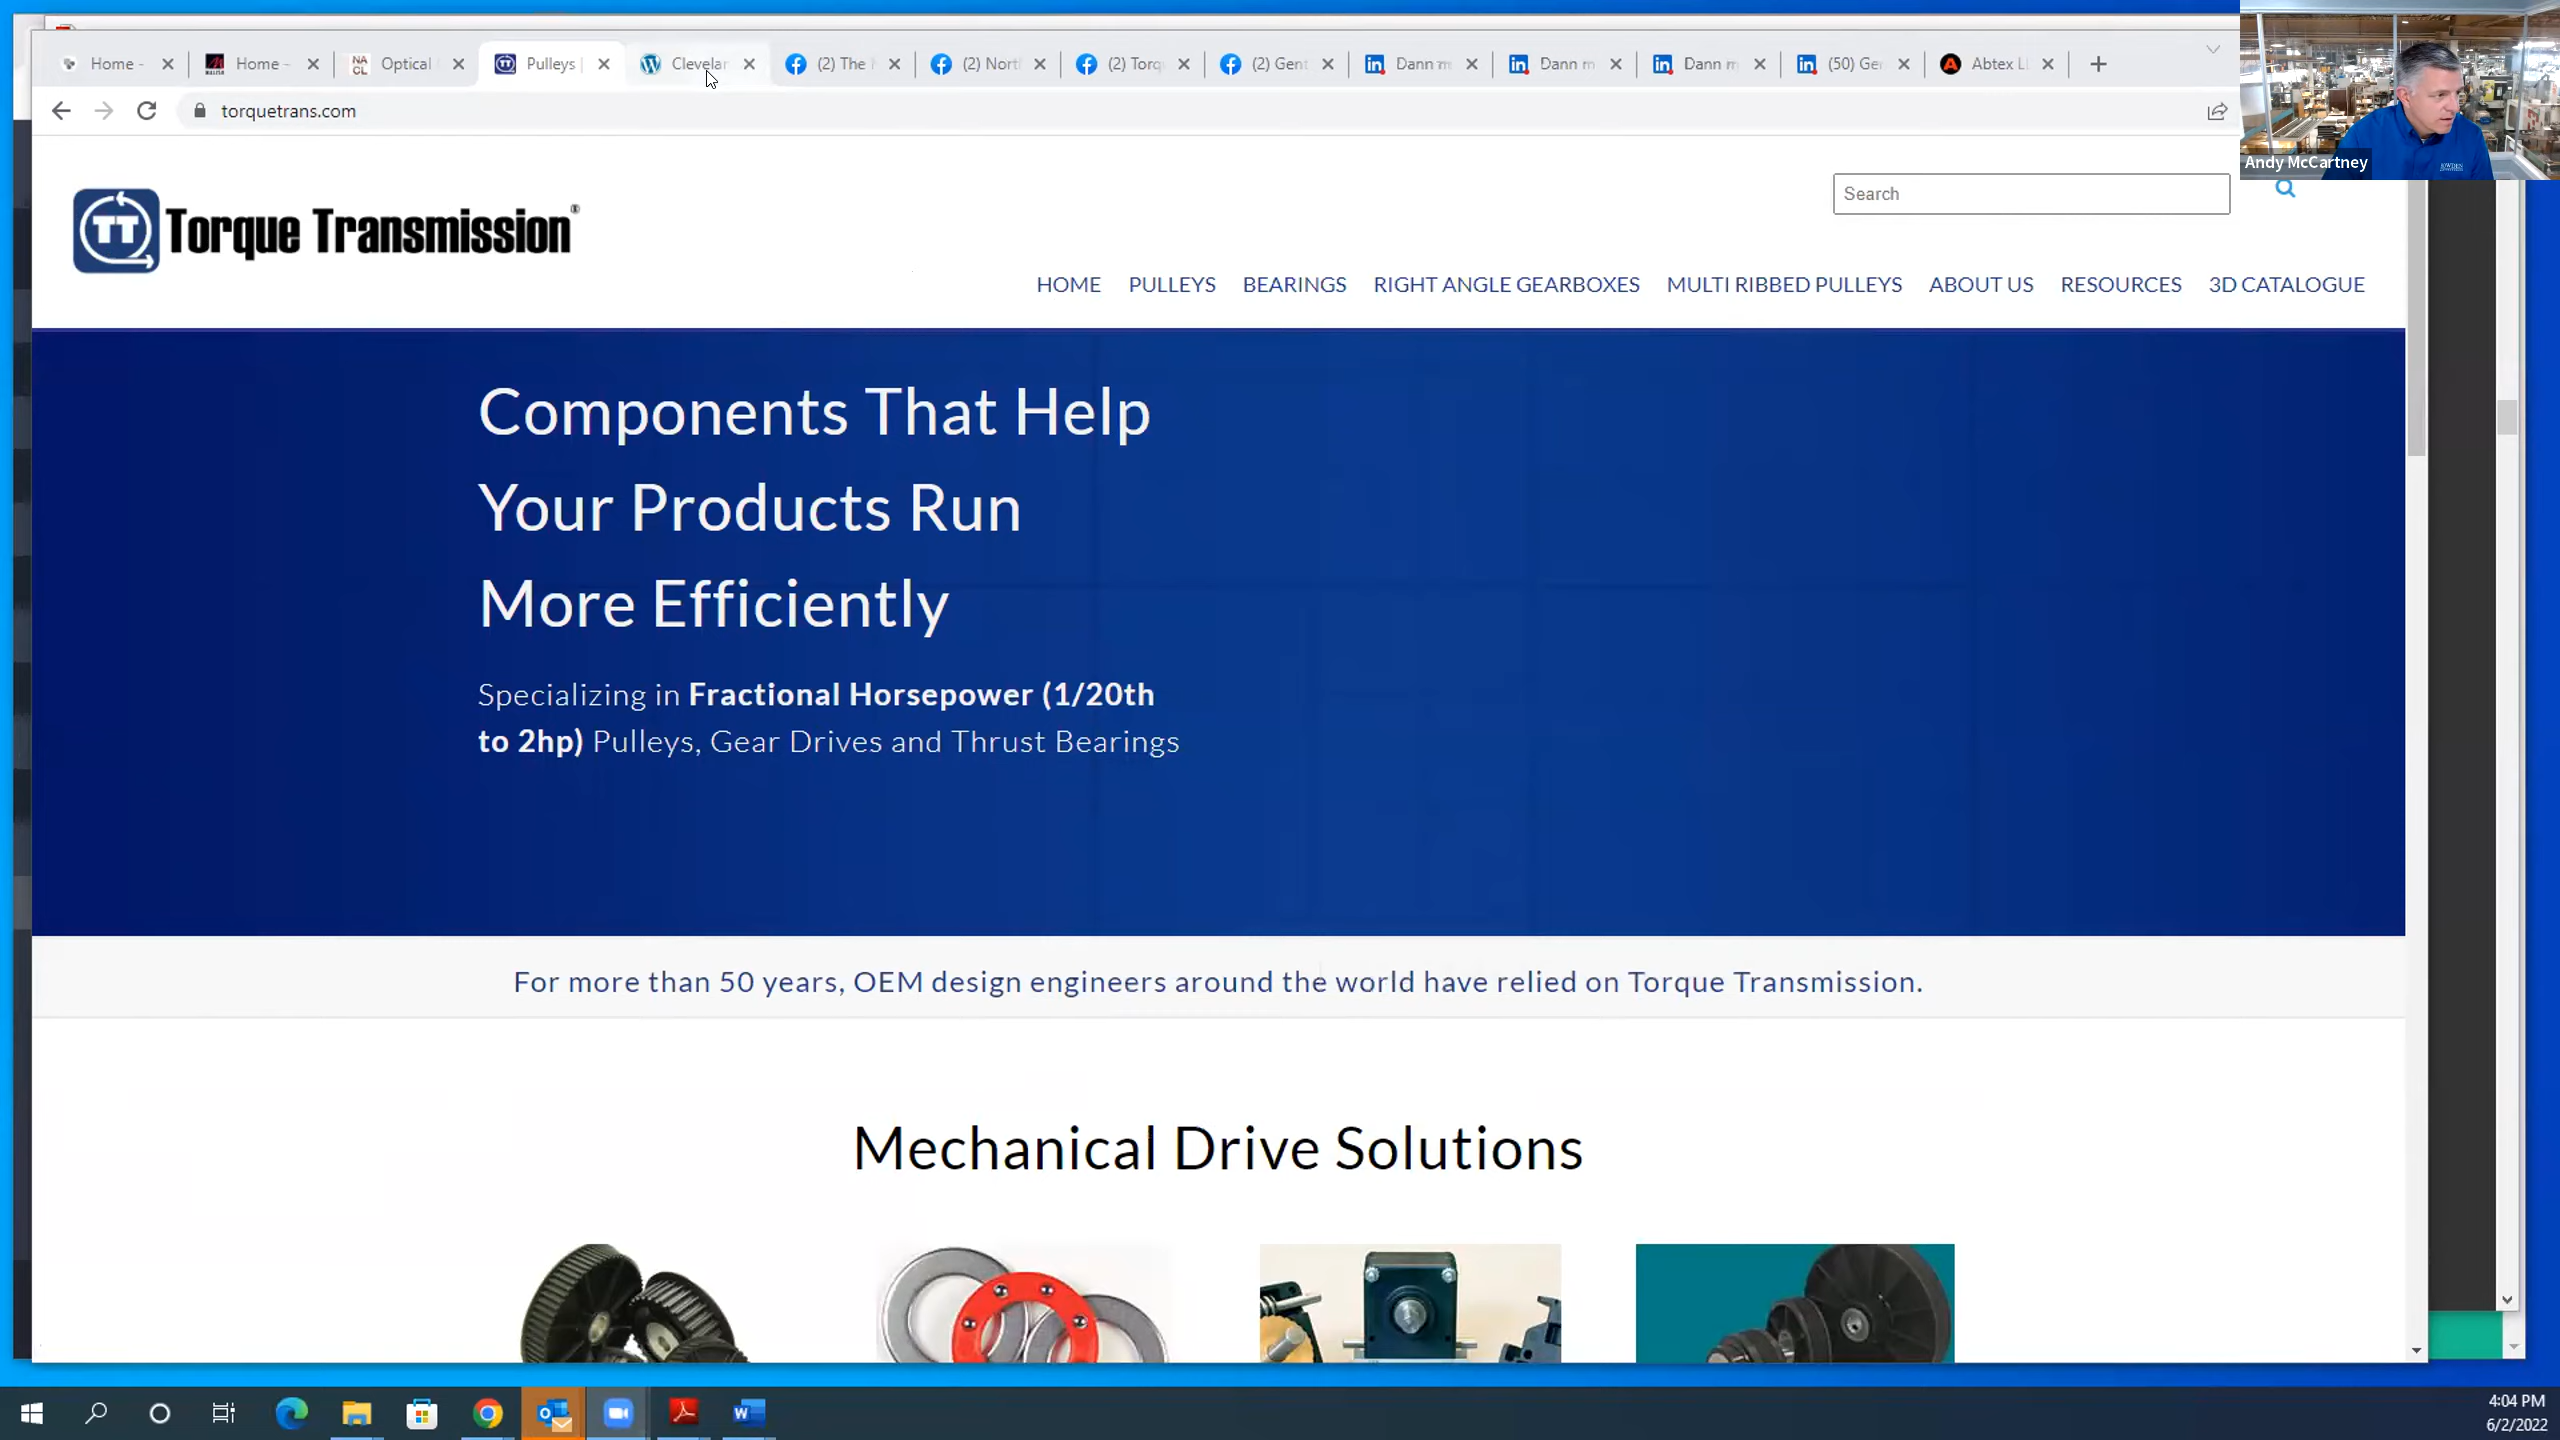 Home -
Home -
NA
CL
Optical
Pulleys |
Clevelan
(2) The
(2) Nort
(2) Torq
(2) Gent
Dann m
Dann m
Dann m
(50) Ge
Abtex L
torquetrans.com
Andy McCartney
TT Torque Transmission®
Search
HOME PULLEYS BEARINGS RIGHT ANGLE GEARBOXES MULTI RIBBED PULLEYS ABOUT US RESOURCES 3D CATALOGUE
Components That Help
Your Products Run
More Efficiently
Specializing in Fractional Horsepower (1/20th
to 2hp) Pulleys, Gear Drives and Thrust Bearings
For more than 50 years, OEM design engineers around the world have relied on Torque Transmission.
Mechanical Drive Solutions
4:04 PM
6/2/2022